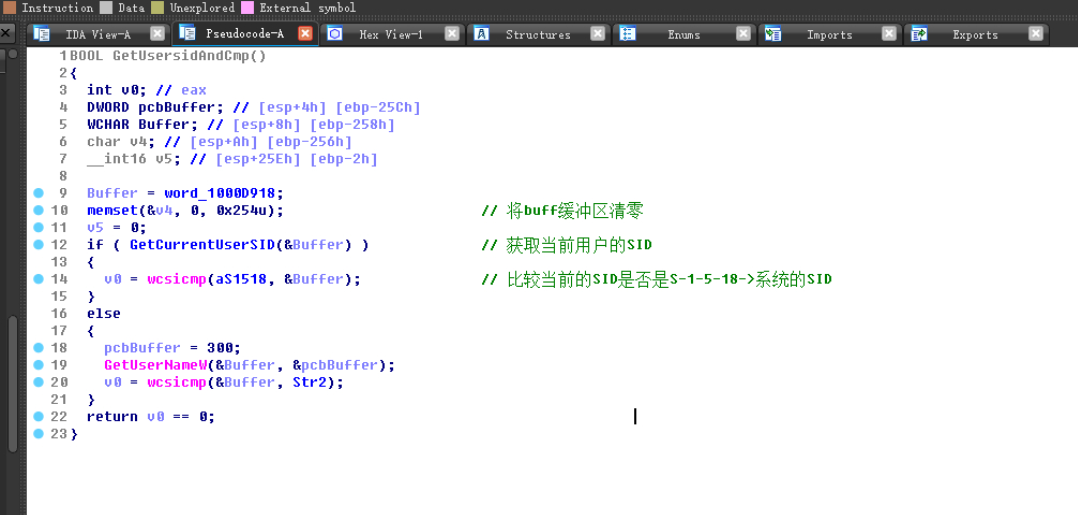 Instruction Data Unexplored External symbol
IDA View-A Pseudocode-A Hex View-1 Structures Enums Imports Exports
1 BOOL GetUsersidAndCmp()
2 {
3 int v0; // eax
4 DWORD pcbBuffer; // [esp+4h] [ebp-25Ch]
5 WCHAR Buffer; // [esp+8h] [ebp-258h]
6 char v4; // [esp+Ah] [ebp-256h]
7 __int16 v5; // [esp+25Eh] [ebp-2h]
8
9 Buffer = word_1000D918;
10 memset(&v4, 0, 0x254u); // 将buff缓冲区清零
11 v5 = 0;
12 if ( GetCurrentUserSID(&Buffer) ) // 获取当前用户的SID
13 {
14 v0 = wcsicmp(aS1518, &Buffer); // 比较当前的SID是否是S-1-5-18->系统的SID
15 }
16 else
17 {
18 pcbBuffer = 300;
19 GetUserNameW(&Buffer, &pcbBuffer);
20 v0 = wcsicmp(&Buffer, Str2);
21 }
22 return v0 == 0;
23 }